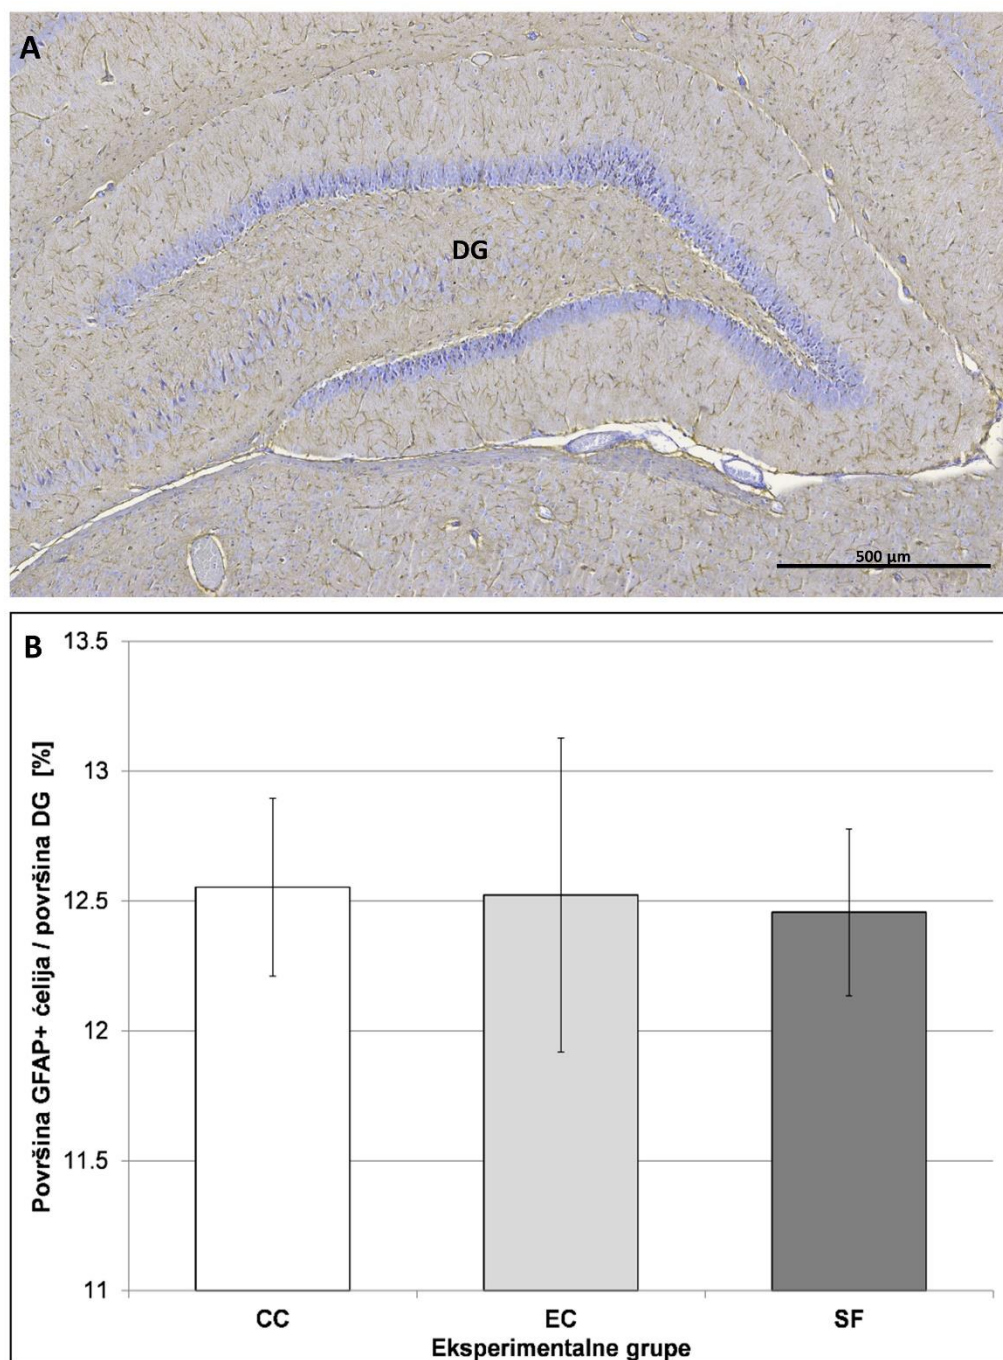 A
DG
500 µm
B
Površina GFAP+ ćelija / površina DG [%]
13.5
13
12.5
12
11.5
11
CC EC SF
Eksperimentalne grupe